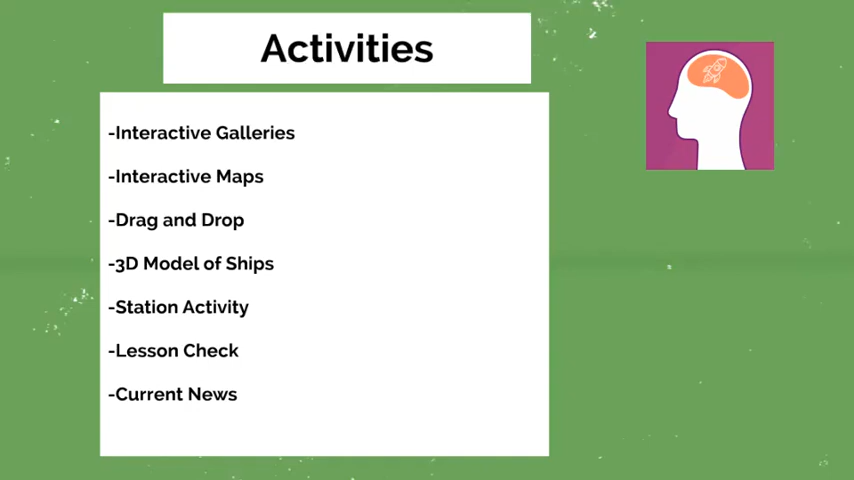 Activities
-Interactive Galleries
-Interactive Maps
-Drag and Drop
-3D Model of Ships
-Station Activity
-Lesson Check
-Current News